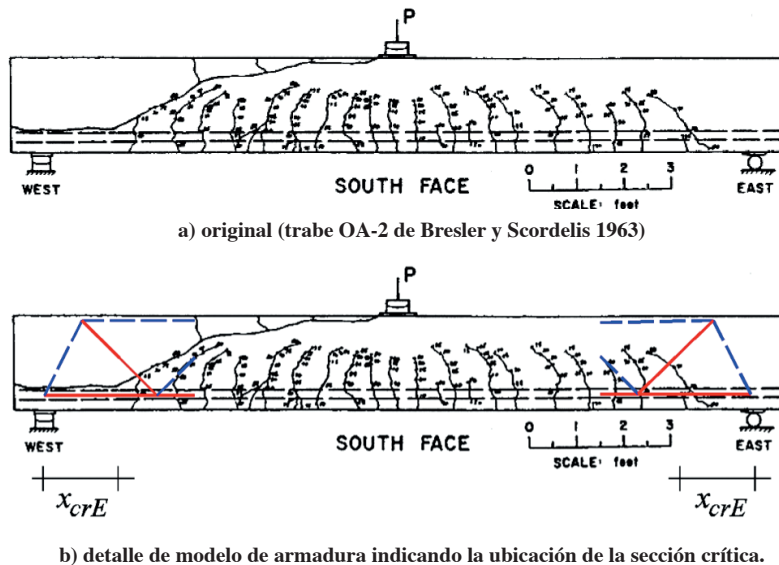 P
WEST
SOUTH FACE
0 1 2 3
SCALE: feet
EAST
a) original (trabe OA-2 de Bresler y Scordelis 1963)
P
WEST
SOUTH FACE
0 1 2 3
SCALE: feet
EAST
xcrE
xcrE
b) detalle de modelo de armadura indicando la ubicación de la sección crítica.